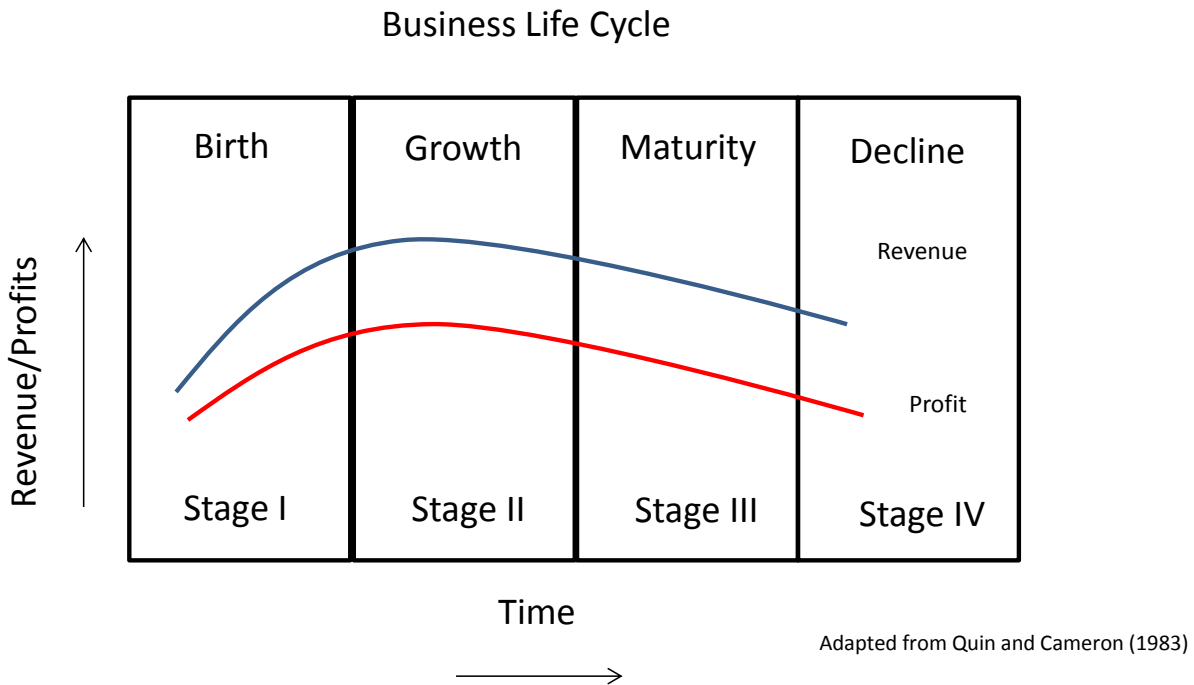 Business Life Cycle
Birth
Growth
Maturity
Decline
Revenue
Revenue/Profits
Profit
Stage I
Stage II
Stage III
Stage IV
Time
Adapted from Quin and Cameron (1983)